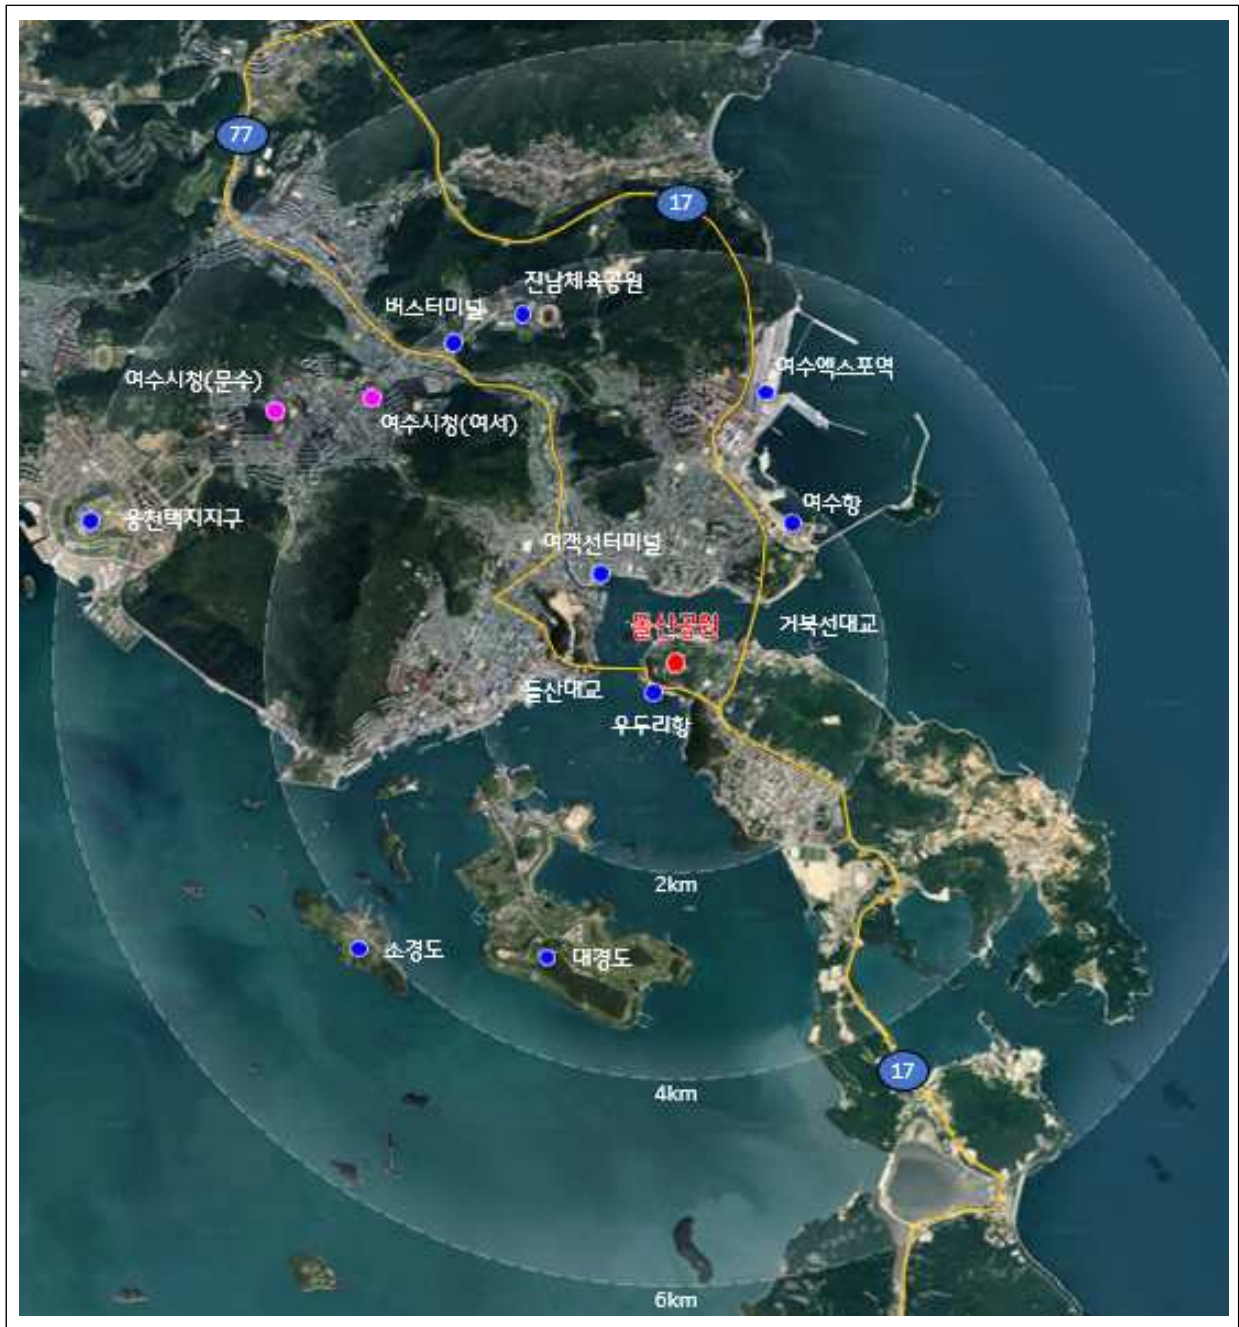 77
17
진남체육공원
버스터미널
여수엑스포역
여수시청(문수)
여수시청(여서)
여수항
웅천택지지구
여객선터미널
돌산공원
거북선대교
돌산대교
우두리항
2km
소경도
대경도
17
4km
6km